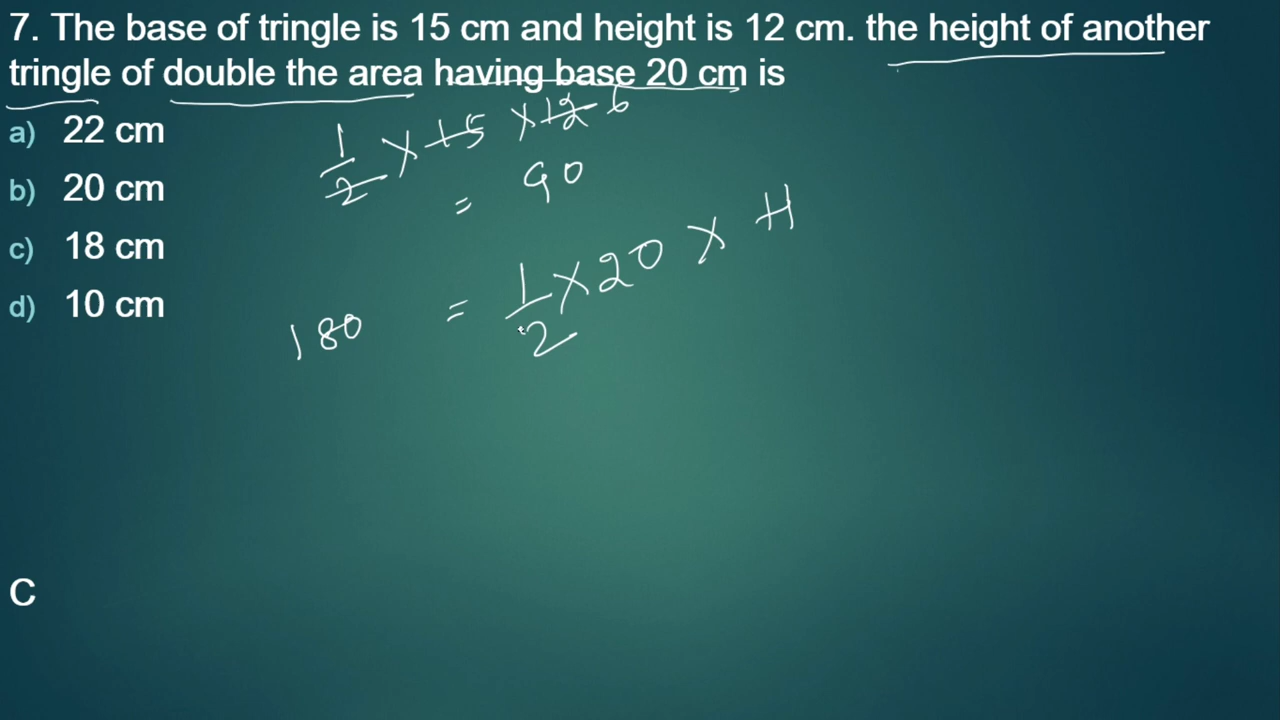 7. The base of tringle is 15 cm and height is 12 cm. the height of another
tringle of double the area having base 20 cm is
a) 22 cm
b) 20 cm
c) 18 cm
d) 10 cm
1/2 × 15 × 12 6
= 90
180 = 1/2 × 20 × H
C